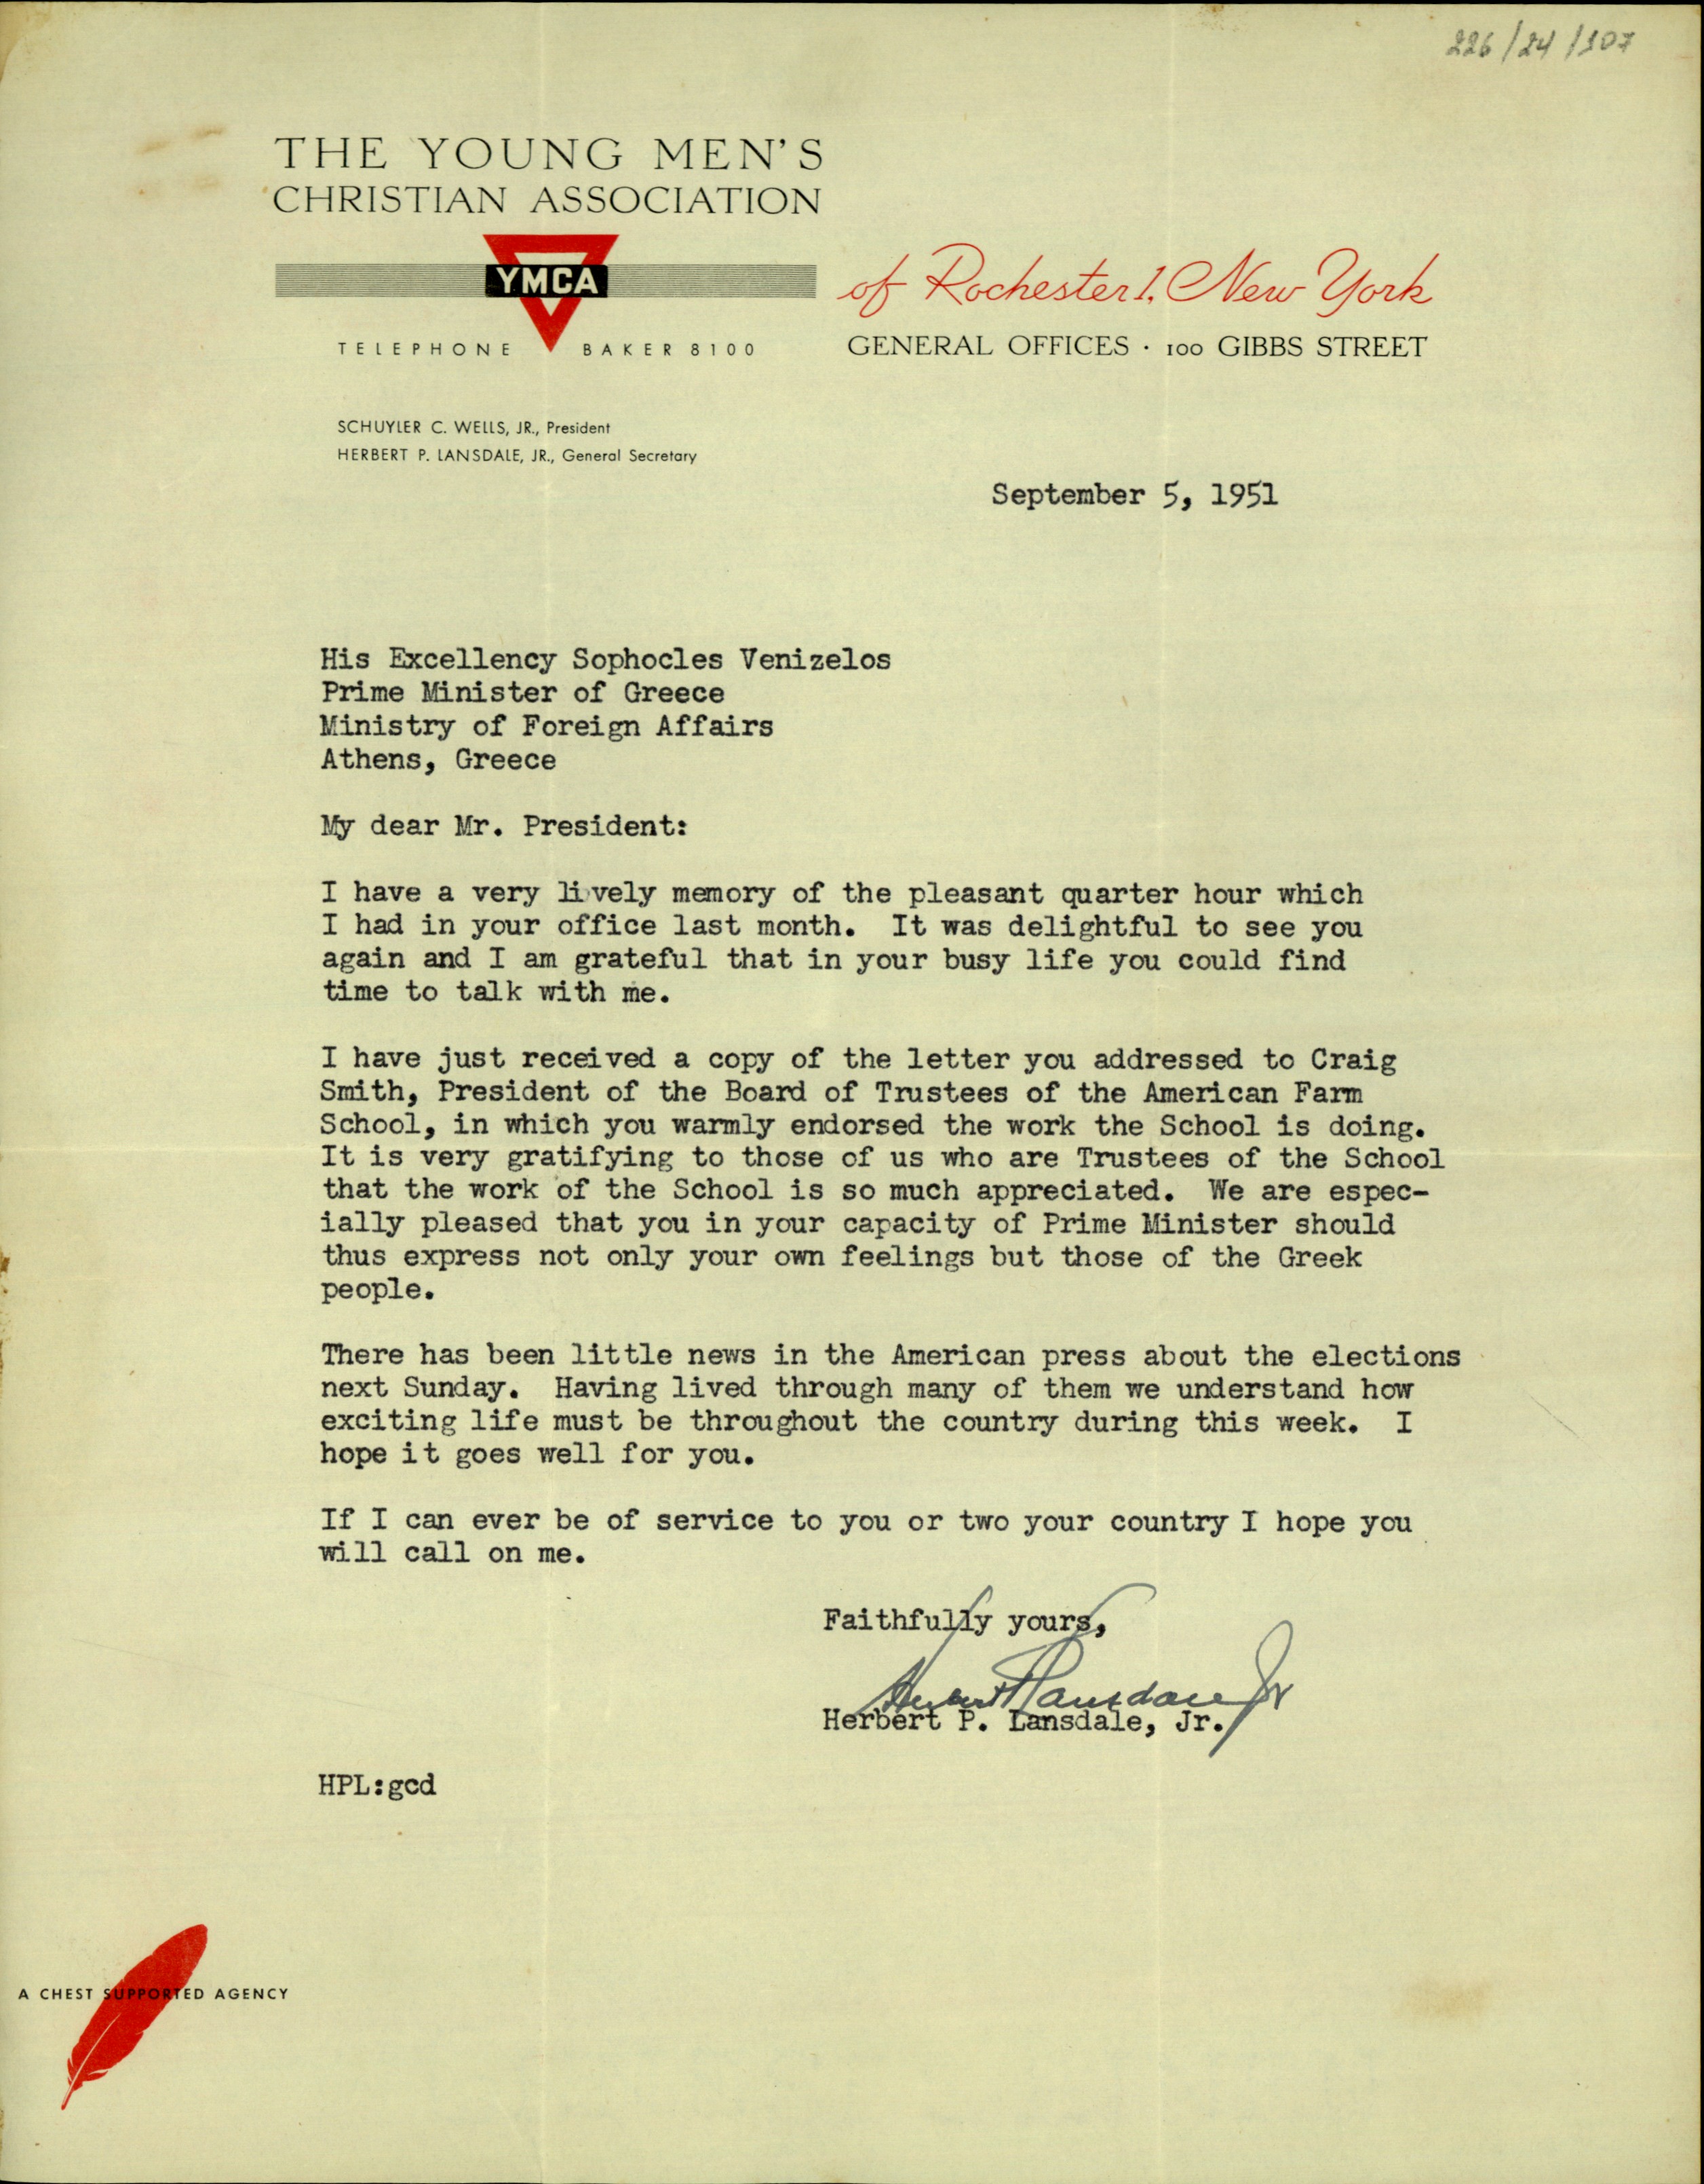 226/24/107
THE YOUNG MEN'S
CHRISTIAN ASSOCIATION
YMCA
of Rochester 1, New York
TELEPHONE BAKER 8100
GENERAL OFFICES · 100 GIBBS STREET
SCHUYLER C. WELLS, JR., President
HERBERT P. LANSDALE, JR., General Secretary
September 5, 1951
His Excellency Sophocles Venizelos
Prime Minister of Greece
Ministry of Foreign Affairs
Athens, Greece
My dear Mr. President:
I have a very lively memory of the pleasant quarter hour which
I had in your office last month. It was delightful to see you
again and I am grateful that in your busy life you could find
time to talk with me.
I have just received a copy of the letter you addressed to Craig
Smith, President of the Board of Trustees of the American Farm
School, in which you warmly endorsed the work the School is doing.
It is very gratifying to those of us who are Trustees of the School
that the work of the School is so much appreciated. We are espec-
ially pleased that you in your capacity of Prime Minister should
thus express not only your own feelings but those of the Greek
people.
There has been little news in the American press about the elections
next Sunday. Having lived through many of them we understand how
exciting life must be throughout the country during this week. I
hope it goes well for you.
If I can ever be of service to you or two your country I hope you
will call on me.
Faithfully yours,
Herbert P Lansdale Jr
Herbert P. Lansdale, Jr.
HPL:gcd
A CHEST SUPPORTED AGENCY